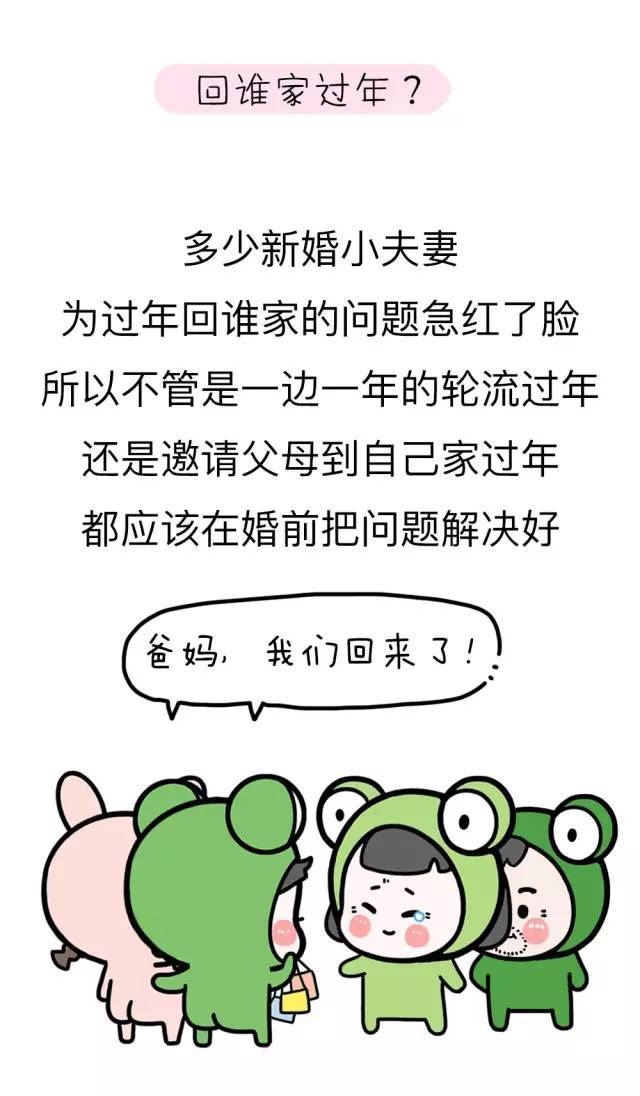 回谁家过年？
多少新婚小夫妻
为过年回谁家的问题急红了脸
所以不管是一边一年的轮流过年
还是邀请父母到自己家过年
都应该在婚前把问题解决好
爸妈，我们回来了！